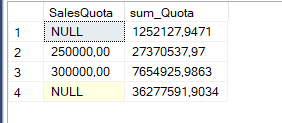 SalesQuota sum_Quota
1 NULL 1252127,9471
2 250000,00 27370537,97
3 300000,00 7654925,9863
4 NULL 36277591,9034